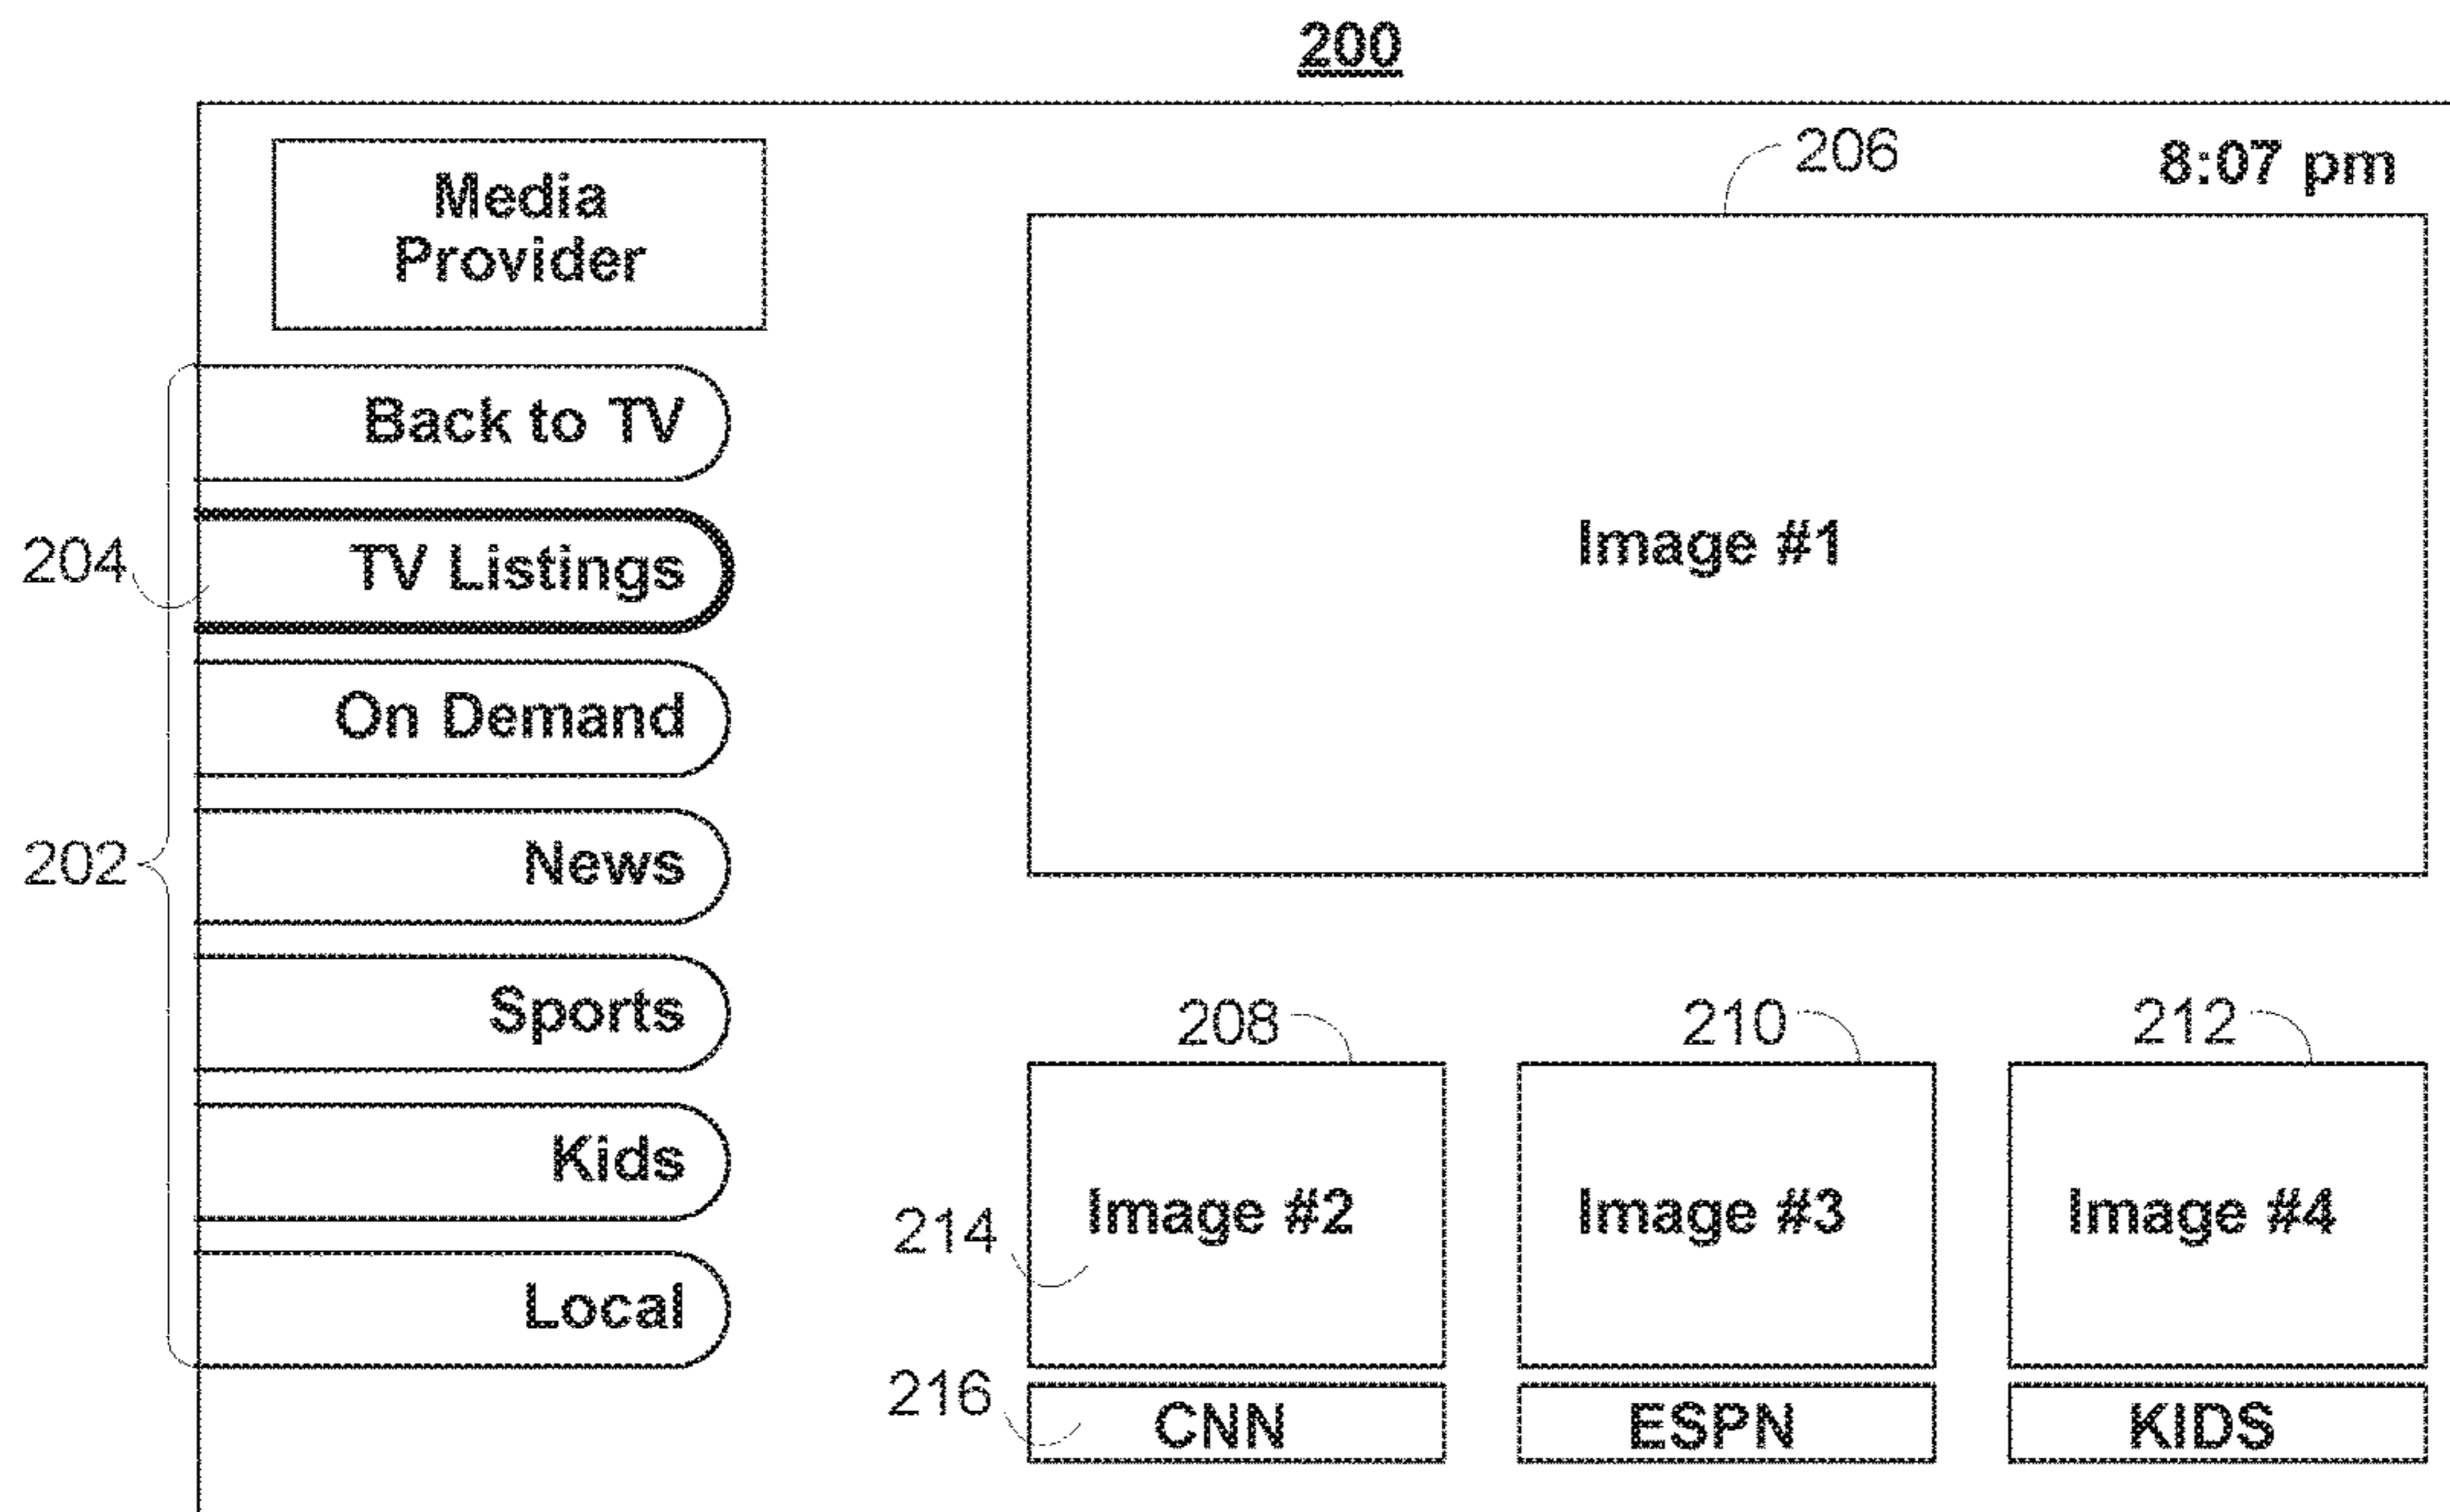 200
206
8:07 pm
Media
Provider
Back to TV
204
TV Listings
Image #1
On Demand
202
News
Sports
208
210
212
Kids
214
Image #2
Image #3
Image #4
Local
216
CNN
ESPN
KIDS